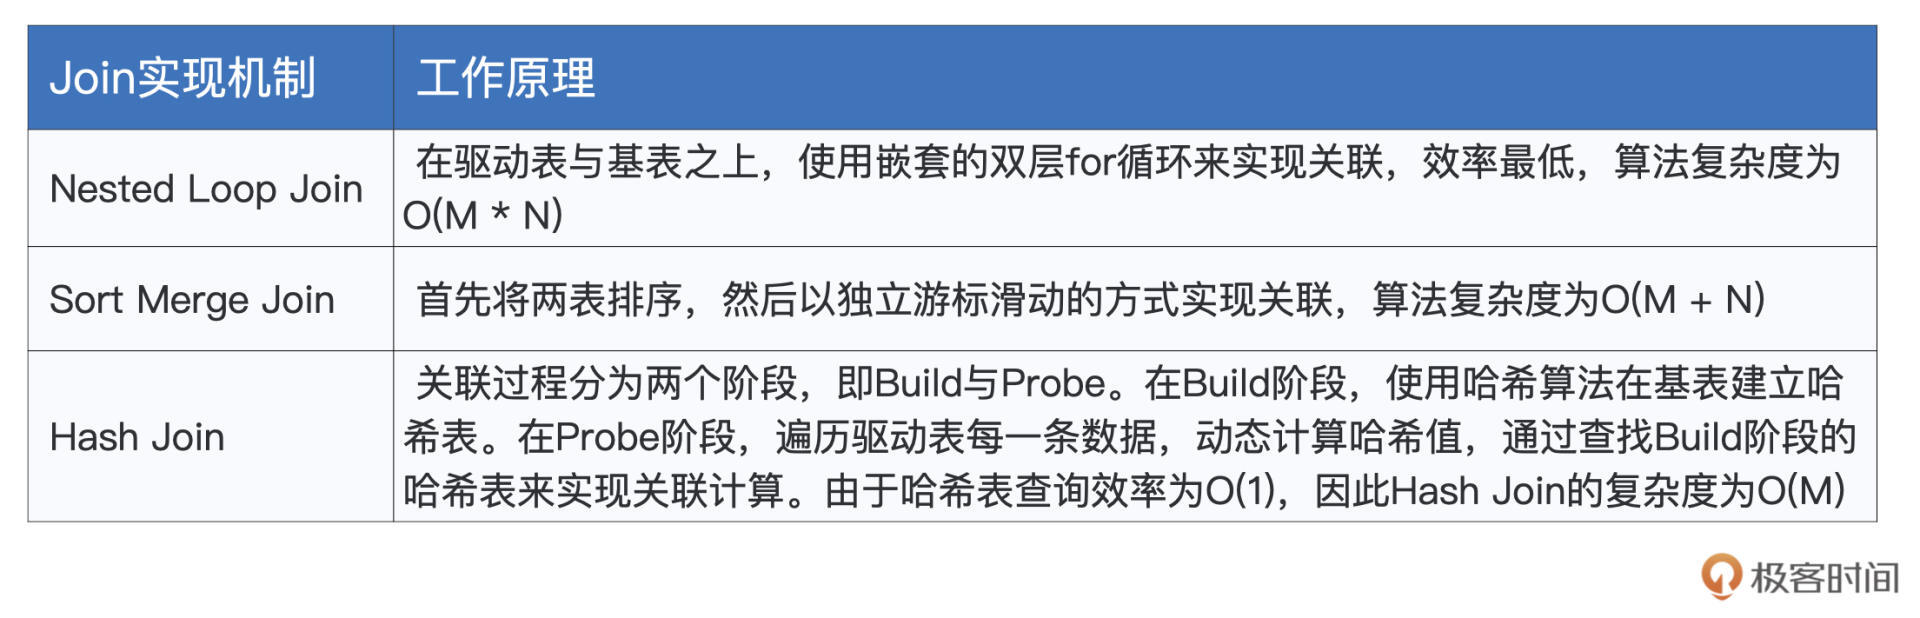 Join实现机制
工作原理
Nested Loop Join
在驱动表与基表之上，使用嵌套的双层for循环来实现关联，效率最低，算法复杂度为
O(M * N)
Sort Merge Join
首先将两表排序，然后以独立游标滑动的方式实现关联，算法复杂度为O(M + N)
Hash Join
关联过程分为两个阶段，即Build与Probe。在Build阶段，使用哈希算法在基表建立哈
希表。在Probe阶段，遍历驱动表每一条数据，动态计算哈希值，通过查找Build阶段的
哈希表来实现关联计算。由于哈希表查询效率为O(1)，因此Hash Join的复杂度为O(M)
极客时间